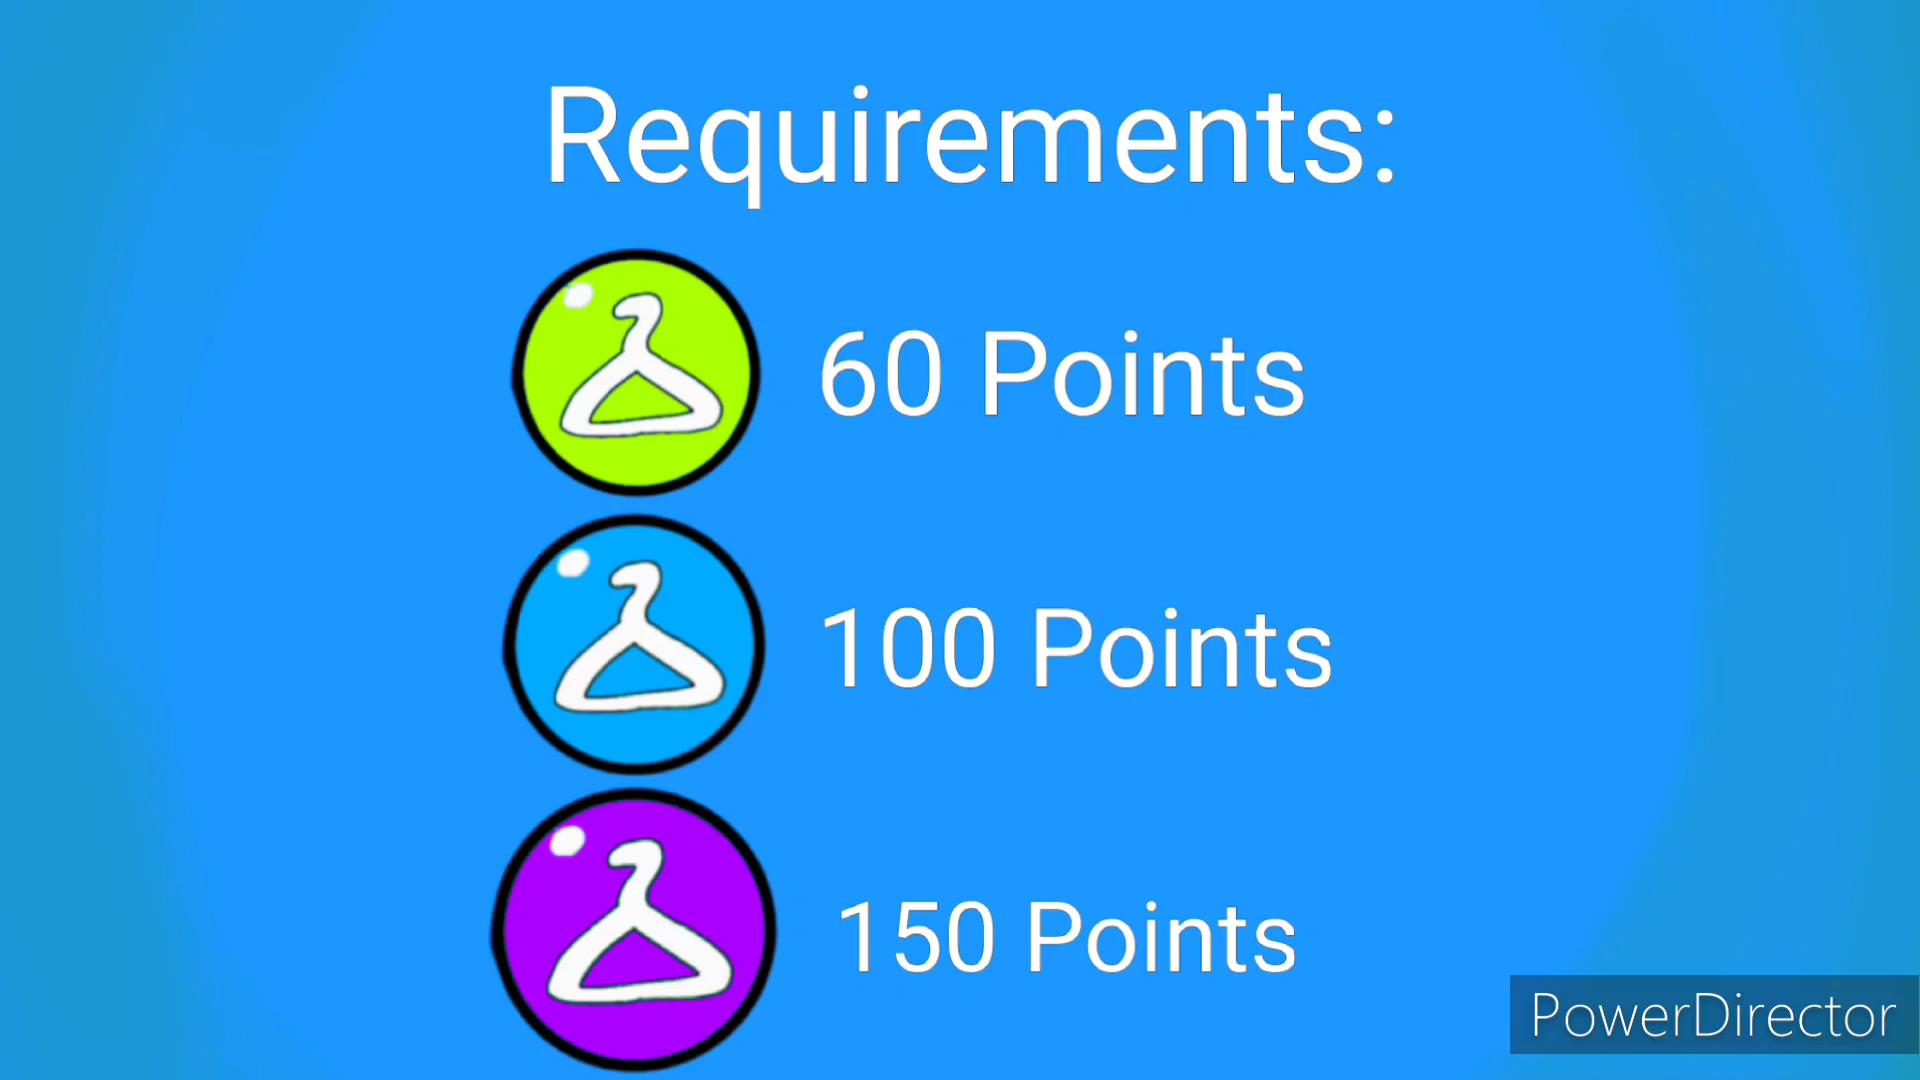 Requirements:
60 Points
100 Points
150 Points
PowerDirector